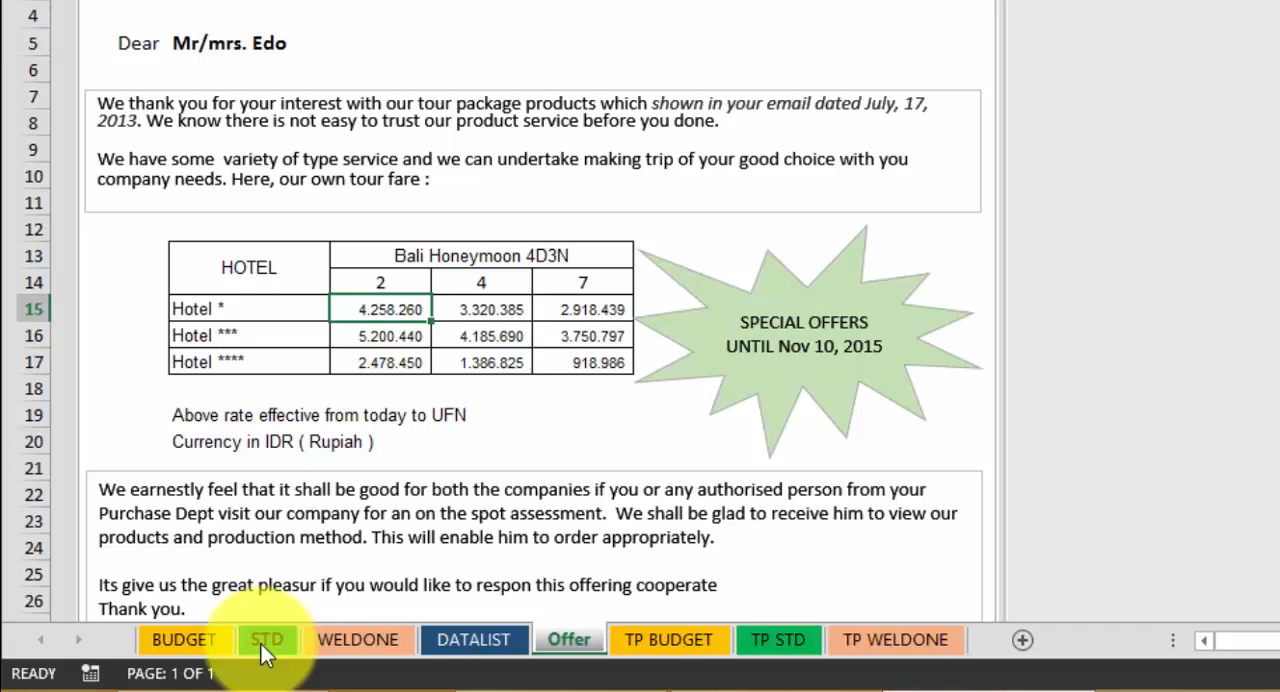 4
5 Dear Mr/mrs. Edo
6
7 We thank you for your interest with our tour package products which shown in your email dated July, 17,
8 2013. We know there is not easy to trust our product service before you done.
9 We have some variety of type service and we can undertake making trip of your good choice with you
10 company needs. Here, our own tour fare :
11
12
13 HOTEL Bali Honeymoon 4D3N
14 2 4 7
15 Hotel * 4.258.260 3.320.385 2.918.439
16 Hotel *** 5.200.440 4.185.690 3.750.797
17 Hotel **** 2.478.450 1.386.825 918.986
SPECIAL OFFERS
UNTIL Nov 10, 2015
18
19 Above rate effective from today to UFN
20 Currency in IDR ( Rupiah )
21
22 We earnestly feel that it shall be good for both the companies if you or any authorised person from your
23 Purchase Dept visit our company for an on the spot assessment. We shall be glad to receive him to view our
24 products and production method. This will enable him to order appropriately.
25 Its give us the great pleasur if you would like to respon this offering cooperate
26 Thank you.
BUDGET STD WELDONE DATALIST Offer TP BUDGET TP STD TP WELDONE
READY PAGE: 1 OF 1